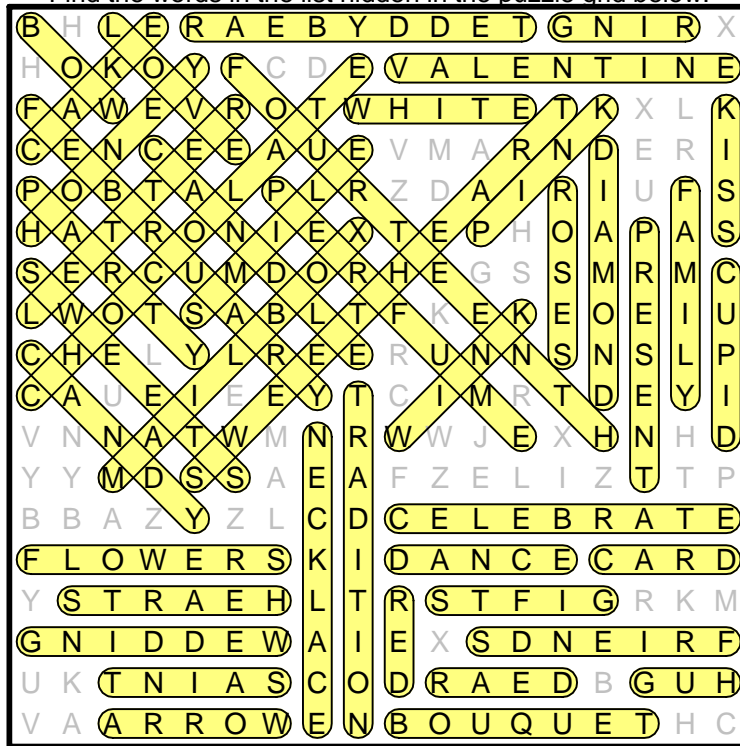 Find the words in the list hidden in the puzzle grid below.
B H L E R A E B Y D D E T G N I R X
H O K O Y F C D E V A L E N T I N E
F A W E V R O T W H I T E T K X L K
C E N C E E A U E V M A R N D E R I
P O B T A L P L R Z D A I R I U F S
H A T R O N I E X T E P H O A P A S
S E R C U M D O R H E G S S M R M C
L W O T S A B L T F K E K E O E I U
C H E L Y L R E E R U N N S N S L P
C A U E I E E Y T C I M R T D E Y I
V N N A T W M N R W W J E X H N H D
Y Y M D S S A E A F Z E L I Z T T P
B B A Z Y Z L C D C E L E B R A T E
F L O W E R S K I D A N C E C A R D
Y S T R A E H L T R S T F I G R K M
G N I D D E W A I E X S D N E I R F
U K T N I A S C O D R A E D B G U H
V A A R R O W E N B O U Q U E T H C